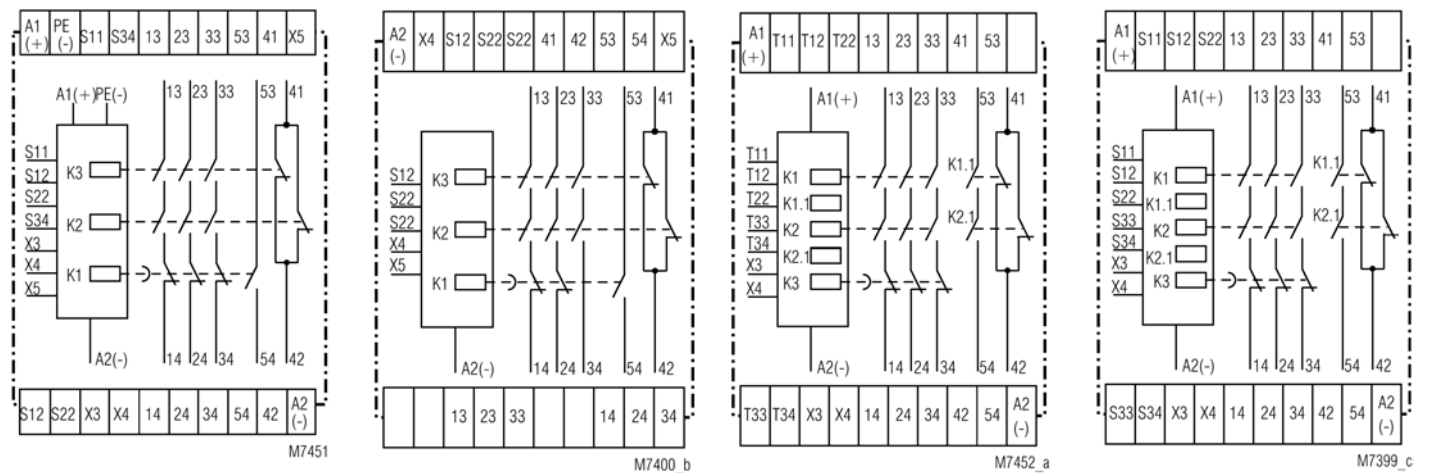 A1 (+) PE (-) S11 S34 13 23 33 53 41 X5
A1(+)PE(-) 13 23 33 53 41
S11
S12
S22
S34
X3
X4
X5
K3
K2
K1
A2(-) 14 24 34 54 42
S12 S22 X3 X4 14 24 34 54 42 A2 (-)
M7451
A2 (-) X4 S12 S22 S22 41 42 53 54 X5
13 23 33 53 41
S12
S22
S22
X4
X5
K3
K2
K1
A2(-) 14 24 34 54 42
13 23 33 14 24 34
M7400_b
A1 (+) T11 T12 T22 13 23 33 41 53
A1(+) 13 23 33 53 41
T11
T12
T22
T33
T34
X3
X4
K1 K1.1
K1.1
K2 K2.1
K2.1
K3
A2(-) 14 24 34 54 42
T33 T34 X3 X4 14 24 34 42 54 A2 (-)
M7452_a
A1 (+) S11 S12 S22 13 23 33 41 53
A1(+) 13 23 33 53 41
S11
S12
S22
S33
S34
X3
X4
K1 K1.1
K1.1
K2 K2.1
K2.1
K3
A2(-) 14 24 34 54 42
S33 S34 X3 X4 14 24 34 42 54 A2 (-)
M7399_c